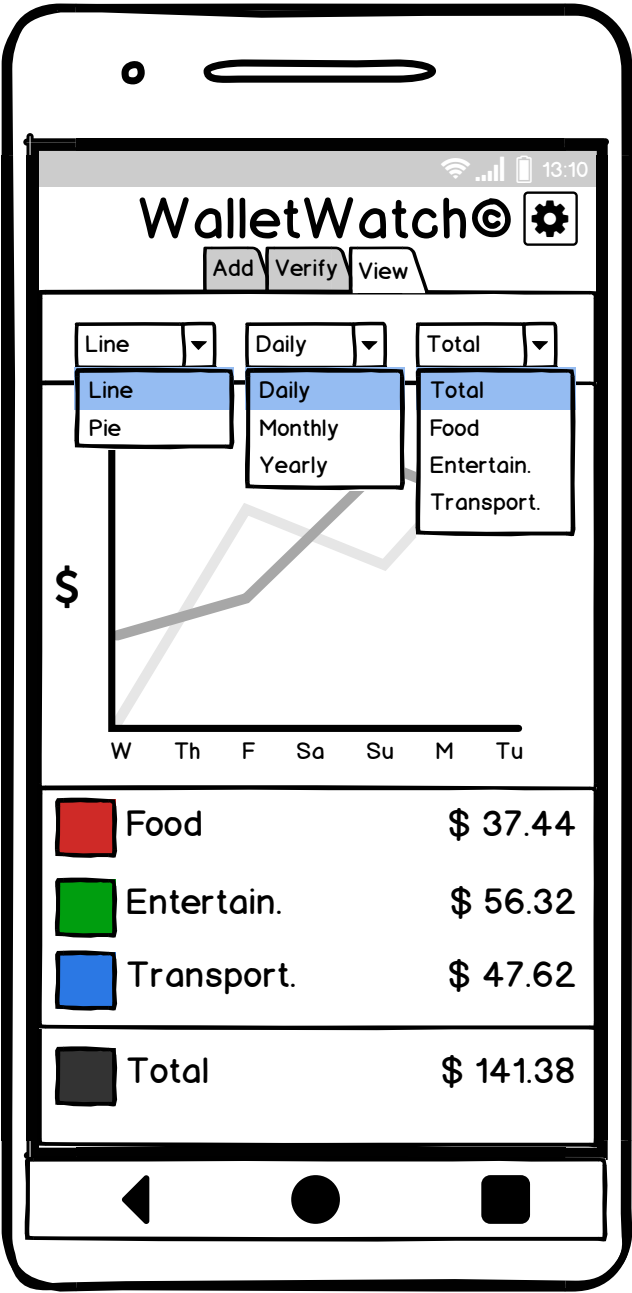 13:10
WalletWatch©
Add Verify View
Line Daily Total
Line Daily Total
Pie Monthly Food
Yearly Entertain.
Transport.
$
W Th F Sa Su M Tu
Food $ 37.44
Entertain. $ 56.32
Transport. $ 47.62
Total $ 141.38